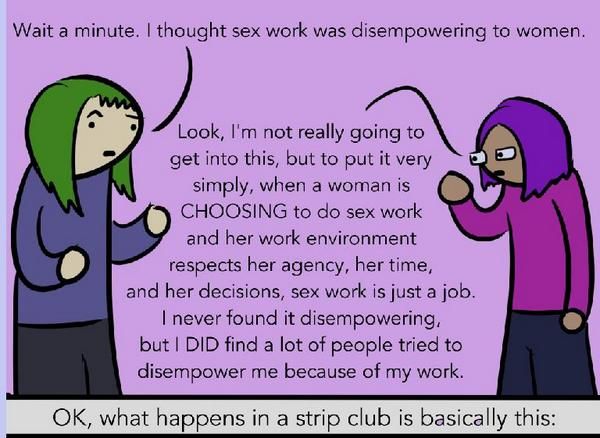 Wait a minute. I thought sex work was disempowering to women.
Look, I'm not really going to
get into this, but to put it very
simply, when a woman is
CHOOSING to do sex work
and her work environment
respects her agency, her time,
and her decisions, sex work is just a job.
I never found it disempowering,
but I DID find a lot of people tried to
disempower me because of my work.
OK, what happens in a strip club is basically this: